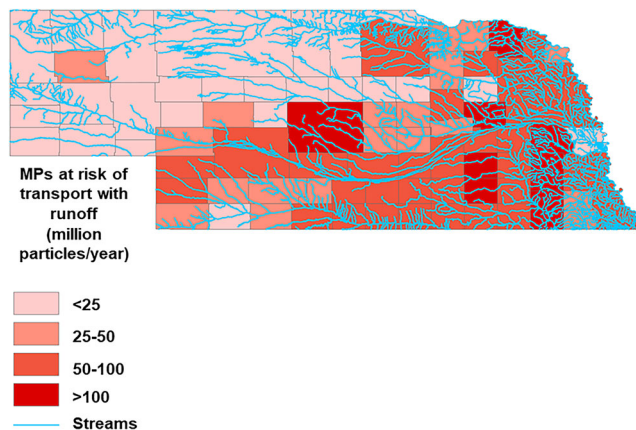 MPs at risk of
transport with
runoff
(million
particles/year)
<25
25-50
50-100
>100
Streams